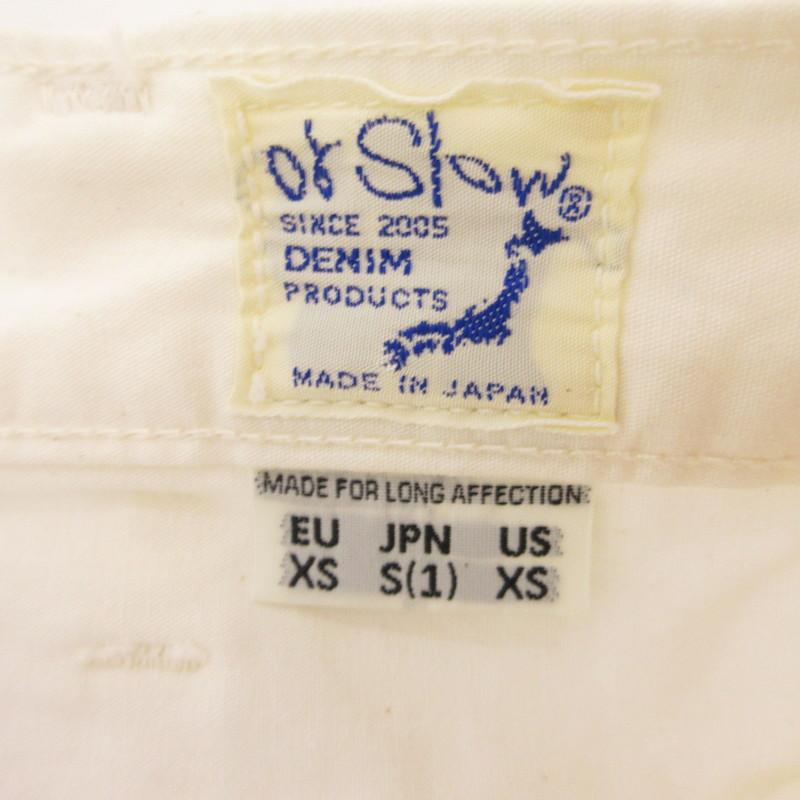 orSlow®
SINCE 2005
DENIM
PRODUCTS
MADE IN JAPAN
MADE FOR LONG AFFECTION
EU JPN US
XS S(1) XS